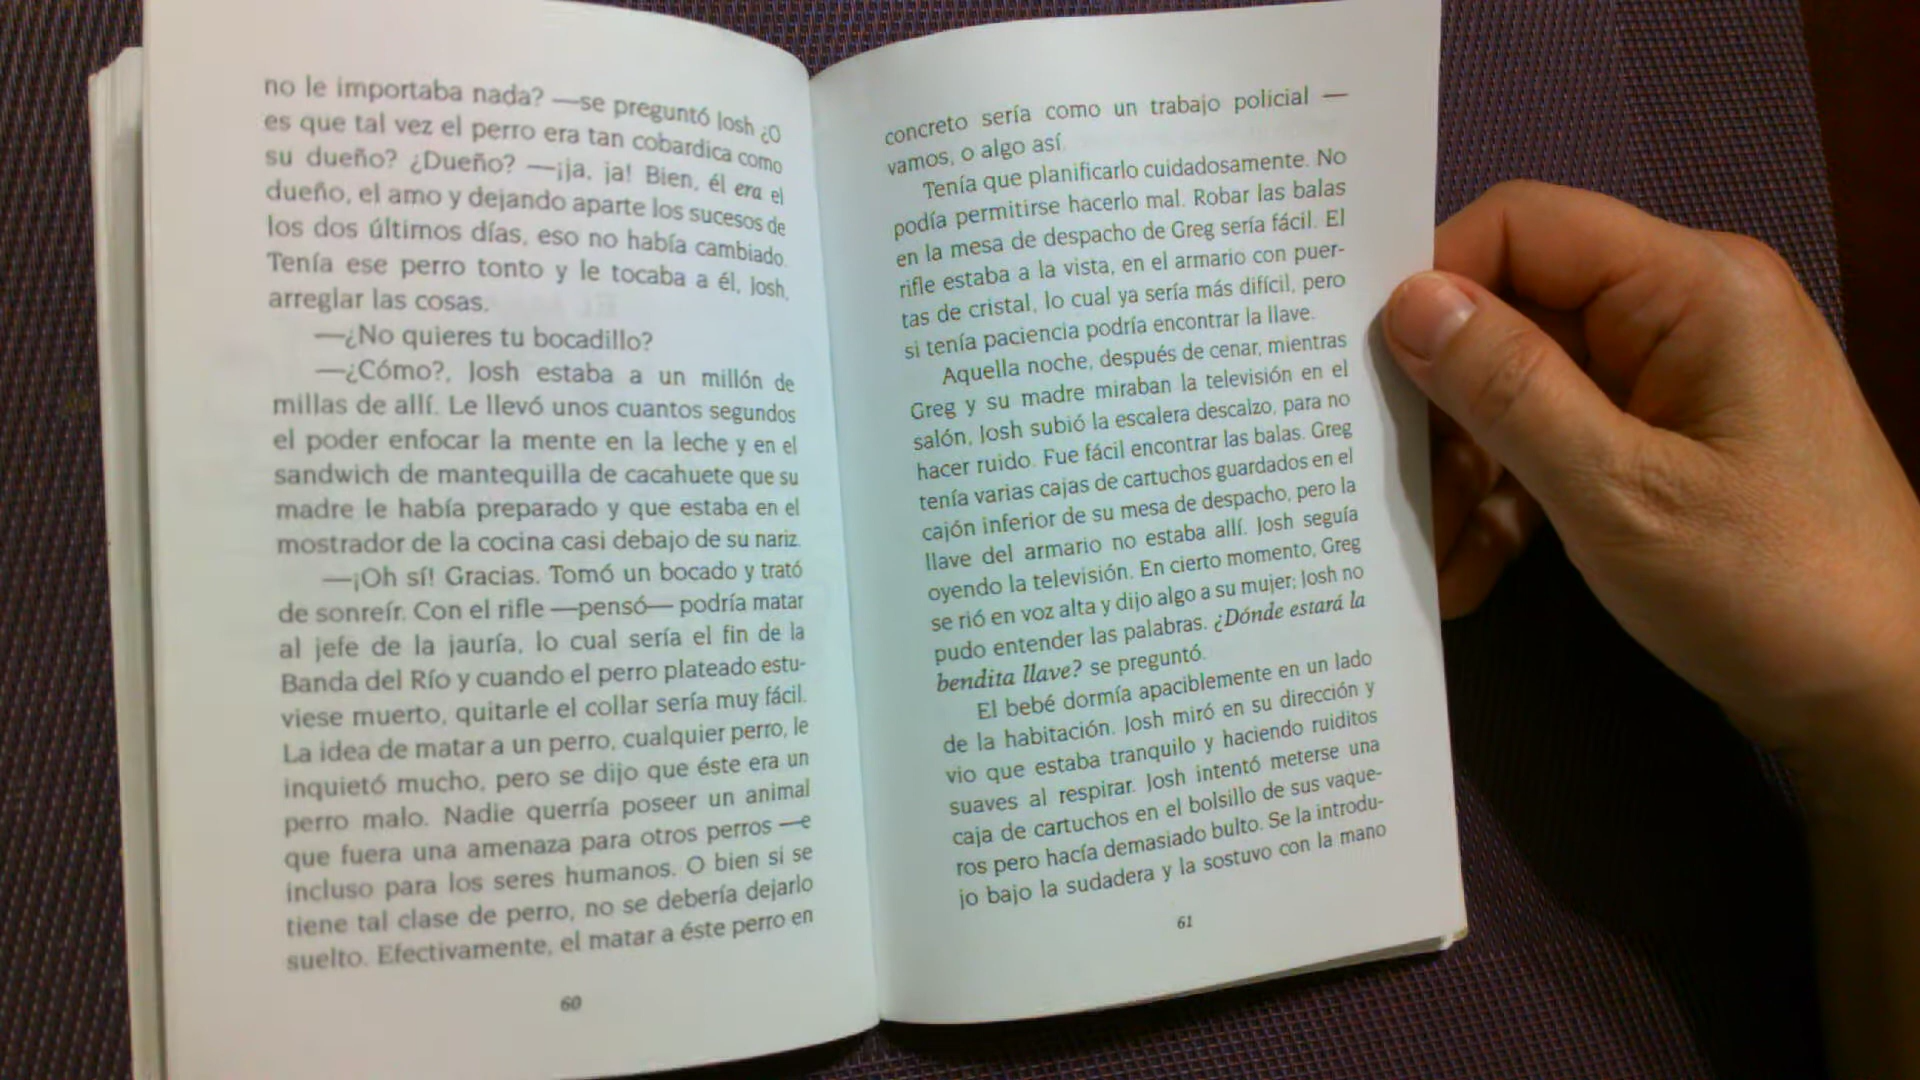 no le importaba nada? —se preguntó Josh ¿O
es que tal vez el perro era tan cobardica como
su dueño? ¿Dueño? —¡ja, ja! Bien, él era el
dueño, el amo y dejando aparte los sucesos de
los dos últimos días, eso no había cambiado.
Tenía ese perro tonto y le tocaba a él, Josh,
arreglar las cosas.
—¿No quieres tu bocadillo?
—¿Cómo?, Josh estaba a un millón de
millas de allí. Le llevó unos cuantos segundos
el poder enfocar la mente en la leche y en el
sandwich de mantequilla de cacahuete que su
madre le había preparado y que estaba en el
mostrador de la cocina casi debajo de su nariz.
—¡Oh sí! Gracias. Tomó un bocado y trató
de sonreír. Con el rifle —pensó— podría matar
al jefe de la jauría, lo cual sería el fin de la
Banda del Río y cuando el perro plateado estu-
viese muerto, quitarle el collar sería muy fácil.
La idea de matar a un perro, cualquier perro, le
inquietó mucho, pero se dijo que éste era un
perro malo. Nadie querría poseer un animal
que fuera una amenaza para otros perros —e
incluso para los seres humanos. O bien si se
tiene tal clase de perro, no se debería dejarlo
suelto. Efectivamente, el matar a éste perro en
60
concreto sería como un trabajo policial —
vamos, o algo así.
Tenía que planificarlo cuidadosamente. No
podía permitirse hacerlo mal. Robar las balas
en la mesa de despacho de Greg sería fácil. El
rifle estaba a la vista, en el armario con puer-
tas de cristal, lo cual ya sería más difícil, pero
si tenía paciencia podría encontrar la llave.
Aquella noche, después de cenar, mientras
Greg y su madre miraban la televisión en el
salón, Josh subió la escalera descalzo, para no
hacer ruido. Fue fácil encontrar las balas. Greg
tenía varias cajas de cartuchos guardados en el
cajón inferior de su mesa de despacho, pero la
llave del armario no estaba allí. Josh seguía
oyendo la televisión. En cierto momento, Greg
se rió en voz alta y dijo algo a su mujer; Josh no
pudo entender las palabras. ¿Dónde estará la
bendita llave? se preguntó.
El bebé dormía apaciblemente en un lado
de la habitación. Josh miró en su dirección y
vio que estaba tranquilo y haciendo ruiditos
suaves al respirar. Josh intentó meterse una
caja de cartuchos en el bolsillo de sus vaque-
ros pero hacía demasiado bulto. Se la introdu-
jo bajo la sudadera y la sostuvo con la mano
61